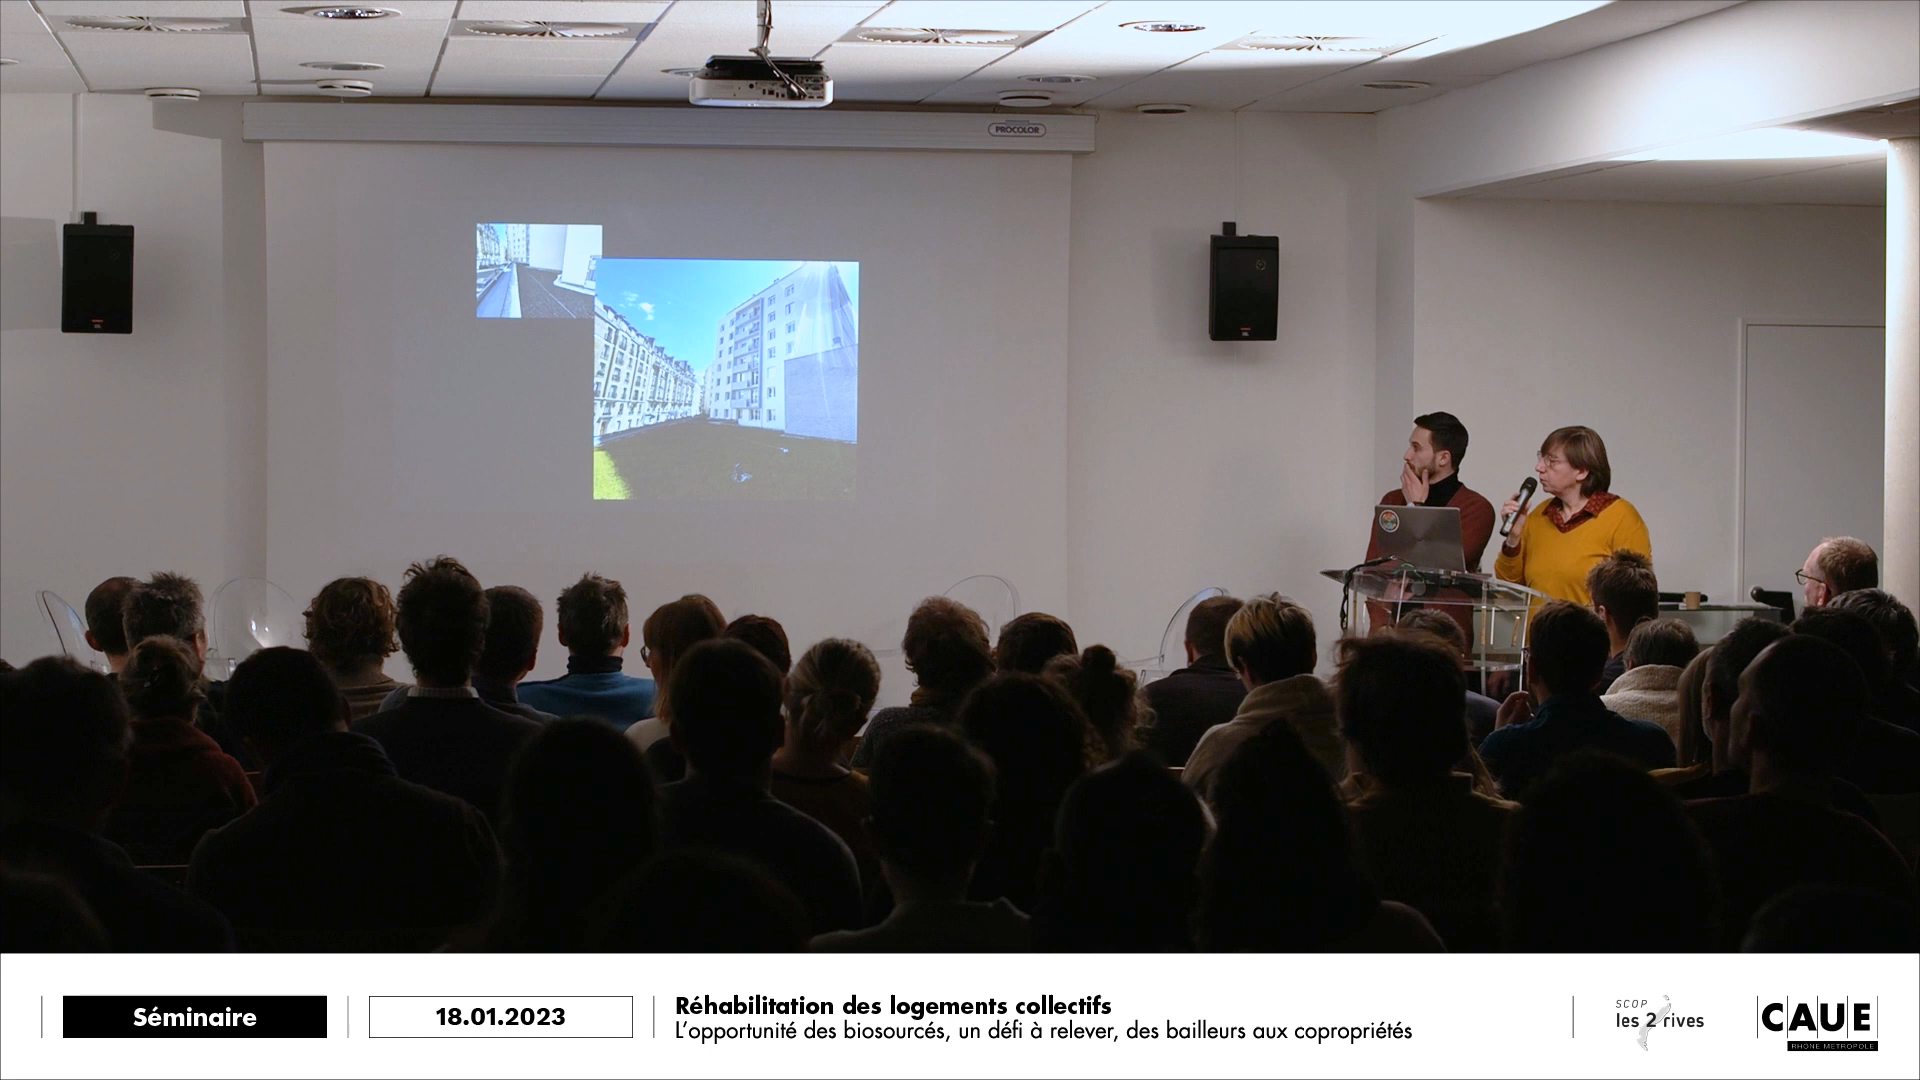 PROCOLOR
Séminaire
18.01.2023
Réhabilitation des logements collectifs
L'opportunité des biosourcés, un défi à relever, des bailleurs aux copropriétés
SCOP
les 2 rives
CAUE
RHÔNE MÉTROPOLE